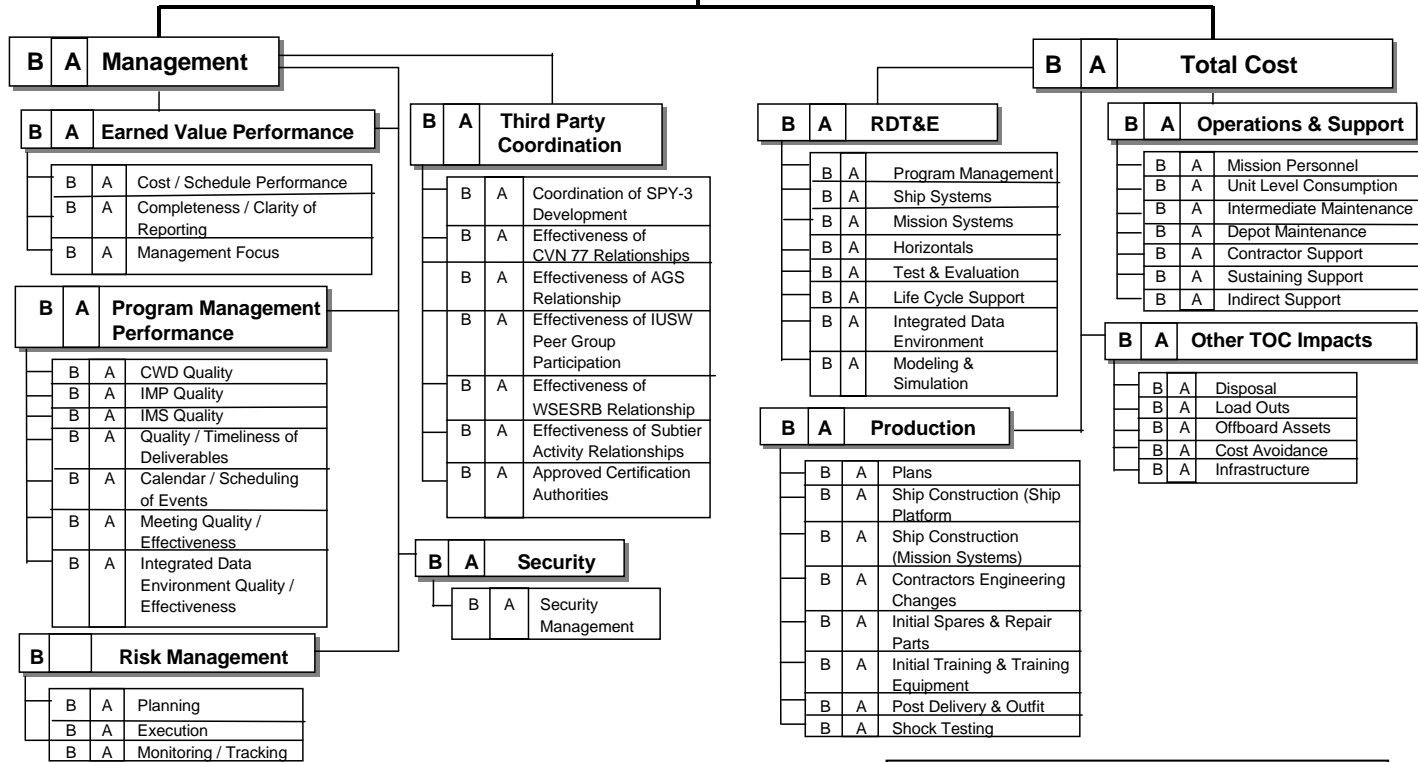 B A Management
B A Earned Value Performance
B A Cost / Schedule Performance
B A Completeness / Clarity of
Reporting
B A Management Focus
B A Program Management
Performance
B A CWD Quality
B A IMP Quality
B A IMS Quality
B A Quality / Timeliness of
Deliverables
B A Calendar / Scheduling
of Events
B A Meeting Quality /
Effectiveness
B A Integrated Data
Environment Quality /
Effectiveness
B Risk Management
B A Planning
B A Execution
B A Monitoring / Tracking
B A Third Party
Coordination
B A Coordination of SPY-3
Development
B A Effectiveness of
CVN 77 Relationships
B A Effectiveness of AGS
Relationship
B A Effectiveness of IUSW
Peer Group
Participation
B A Effectiveness of
WSESRB Relationship
B A Effectiveness of Subtier
Activity Relationships
B A Approved Certification
Authorities
B A Security
B A Security
Management
B A Total Cost
B A RDT&E
B A Program Management
B A Ship Systems
B A Mission Systems
B A Horizontals
B A Test & Evaluation
B A Life Cycle Support
B A Integrated Data
Environment
B A Modeling &
Simulation
B A Production
B A Plans
B A Ship Construction (Ship
Platform
B A Ship Construction
(Mission Systems)
B A Contractors Engineering
Changes
B A Initial Spares & Repair
Parts
B A Initial Training & Training
Equipment
B A Post Delivery & Outfit
B A Shock Testing
B A Operations & Support
B A Mission Personnel
B A Unit Level Consumption
B A Intermediate Maintenance
B A Depot Maintenance
B A Contractor Support
B A Sustaining Support
B A Indirect Support
B A Other TOC Impacts
B A Disposal
B A Load Outs
B A Offboard Assets
B A Cost Avoidance
B A Infrastructure